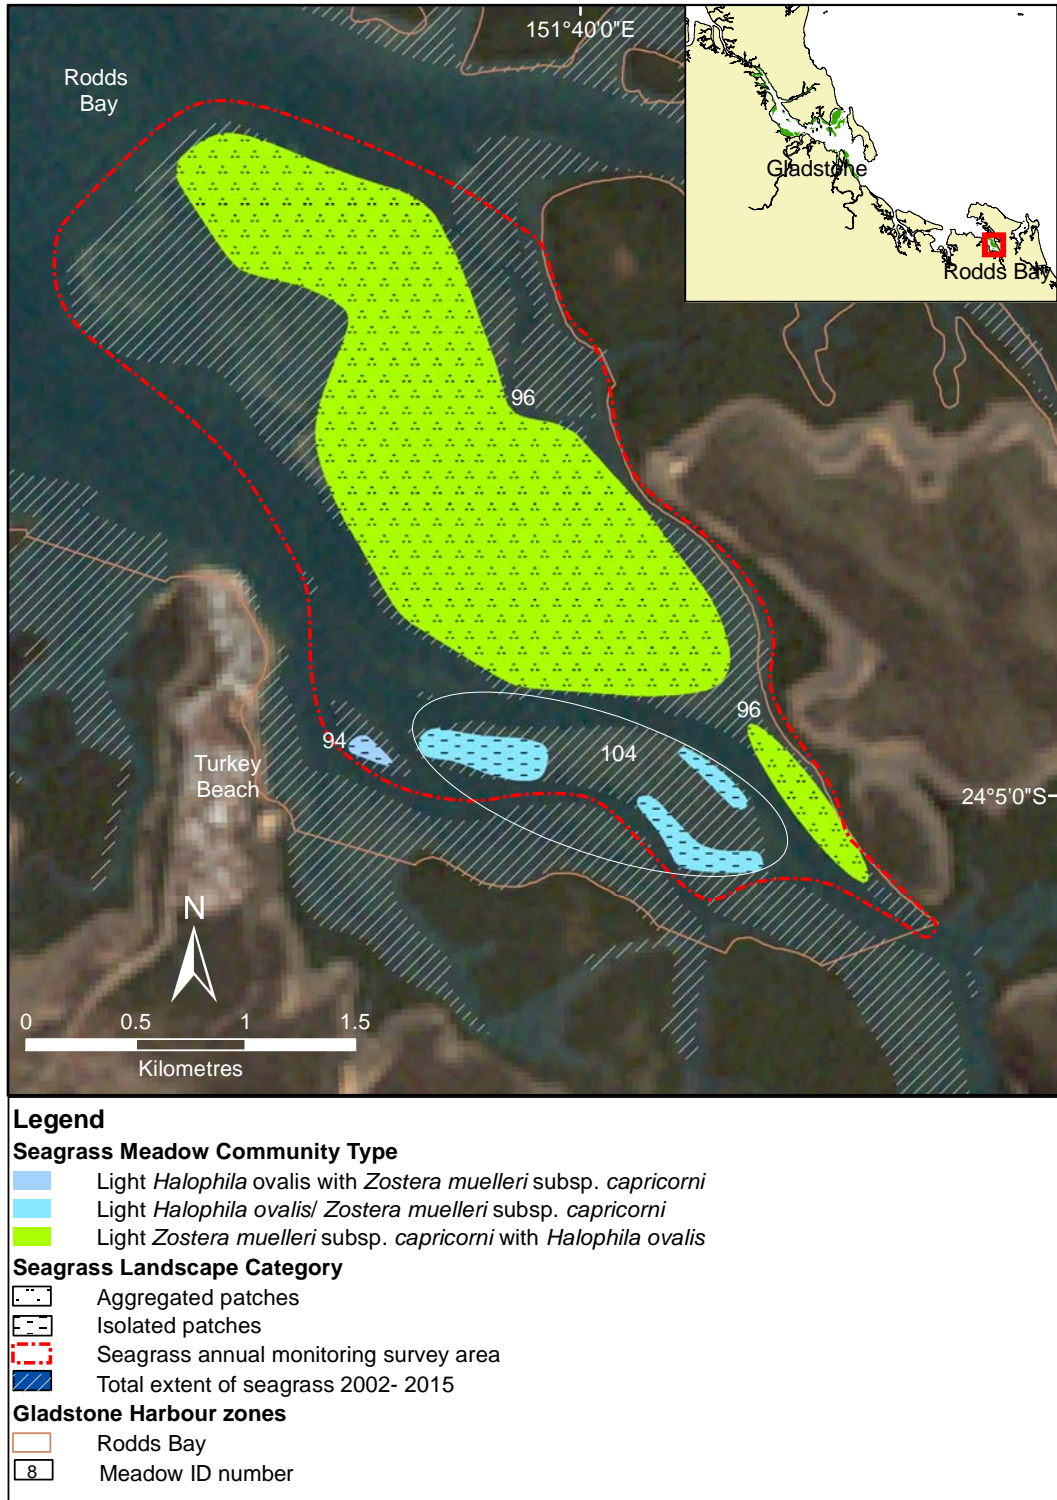 151°40'0"E
Rodds
Bay
Gladstone
Rodds Bay
96
96
94
104
Turkey
Beach
24°5'0"S
N
0 0.5 1 1.5
Kilometres
Legend
Seagrass Meadow Community Type
Light Halophila ovalis with Zostera muelleri subsp. capricorni
Light Halophila ovalis/ Zostera muelleri subsp. capricorni
Light Zostera muelleri subsp. capricorni with Halophila ovalis
Seagrass Landscape Category
Aggregated patches
Isolated patches
Seagrass annual monitoring survey area
Total extent of seagrass 2002- 2015
Gladstone Harbour zones
Rodds Bay
8 Meadow ID number